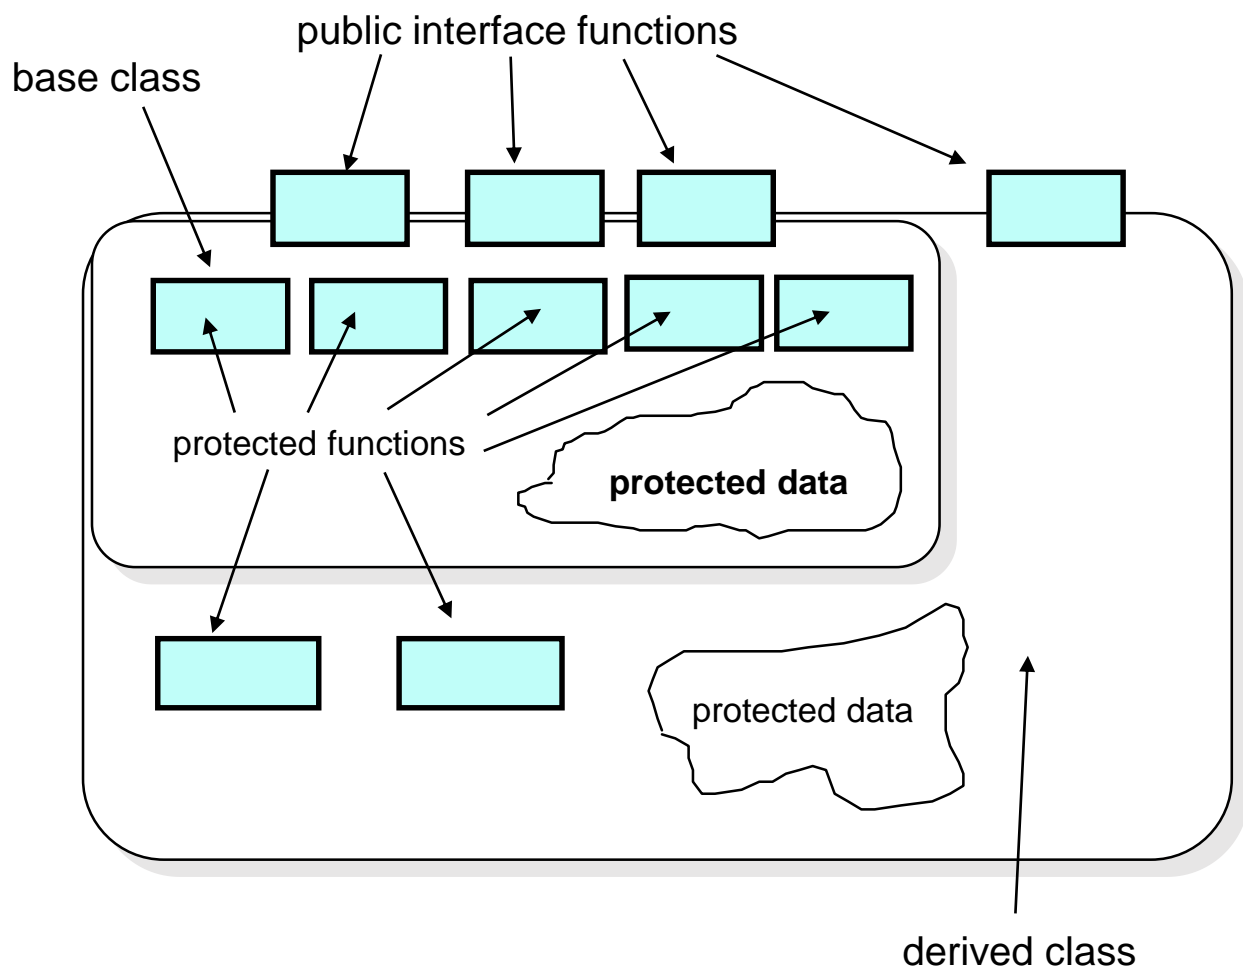 public interface functions
base class
protected functions
protected data
protected data
derived class